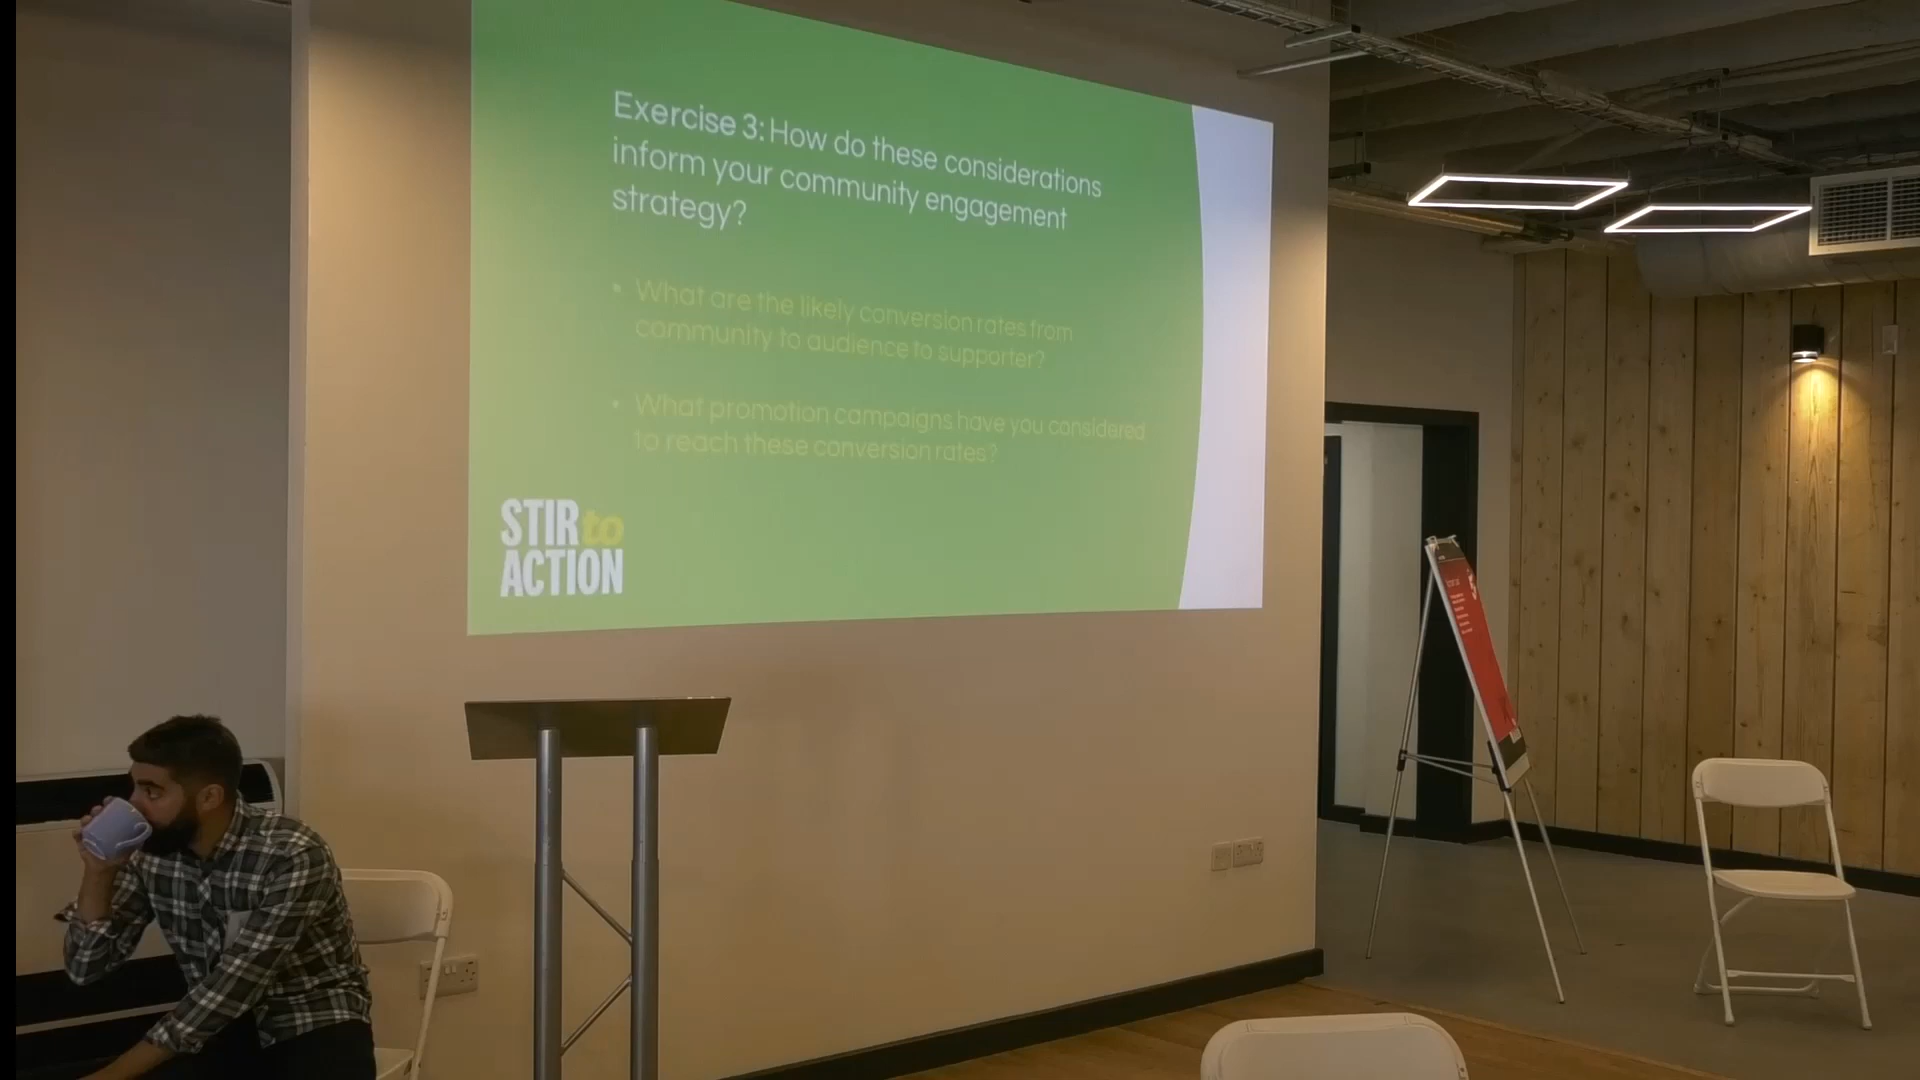 Exercise 3: How do these considerations
inform your community engagement
strategy?
• What are the likely conversion rates from
community to audience to supporter?
• What promotion campaigns have you considered
to reach these conversion rates?
STIR to
ACTION